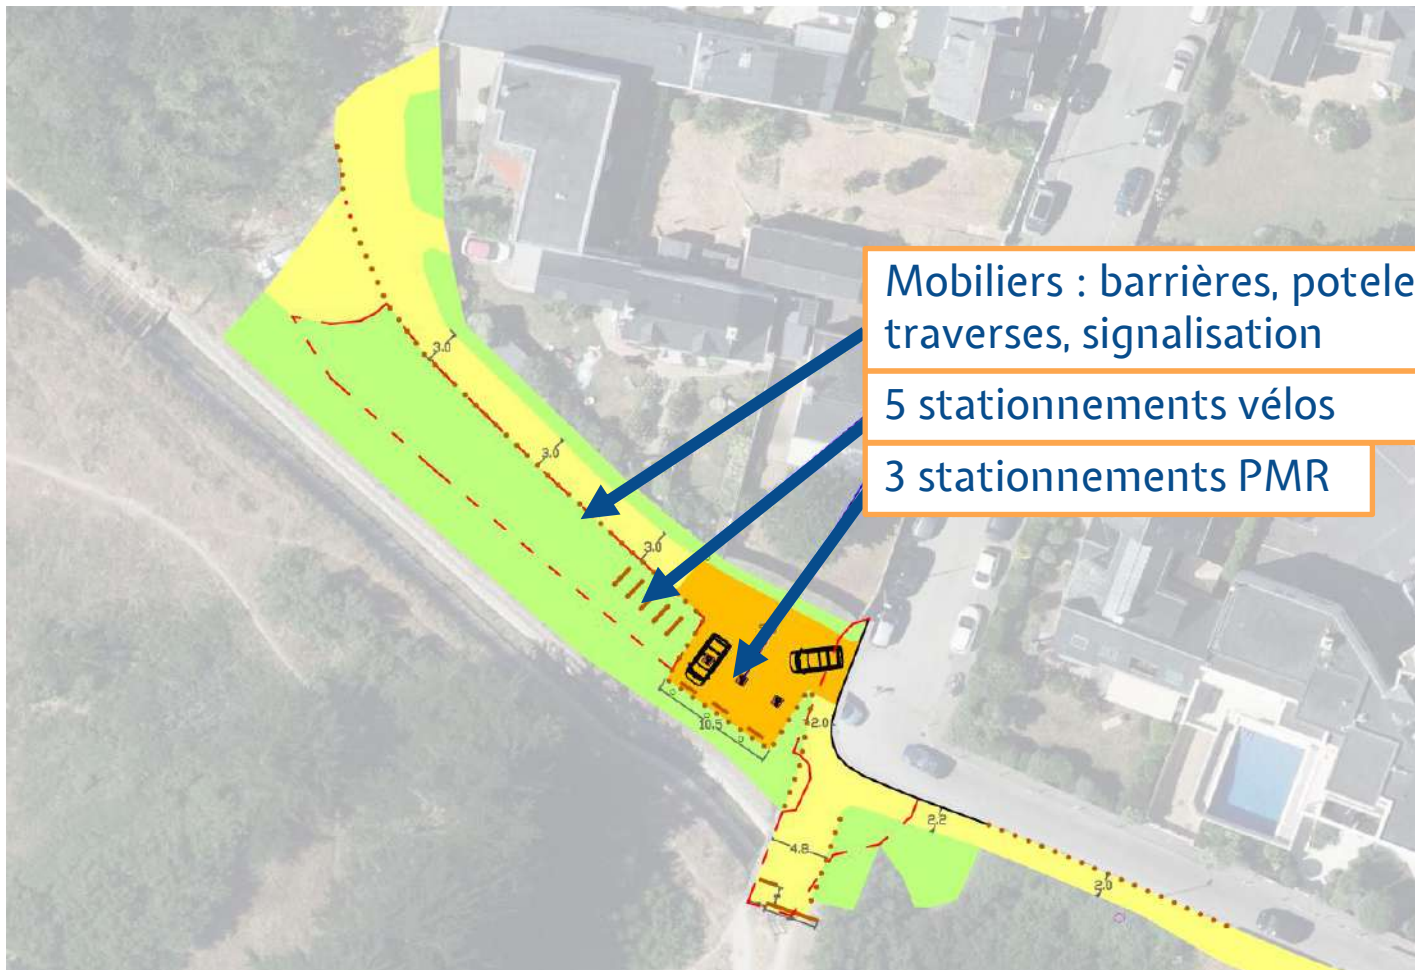 Mobiliers : barrières, potele
traverses, signalisation
5 stationnements vélos
3 stationnements PMR
3.0
3.0
3.0
10.5
2.0
2.2
4.8
2.0